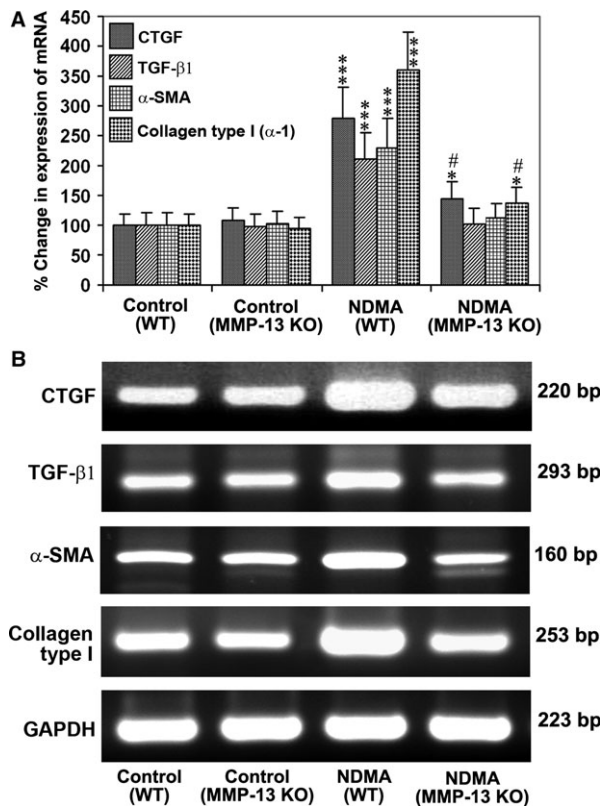 A
% Change in expression of mRNA
450
400
350
300
250
200
150
100
50
0
CTGF
TGF-β1
α-SMA
Collagen type I (α-1)
***
***
***
***
#
*
#
*
Control
(WT)
Control
(MMP-13 KO)
NDMA
(WT)
NDMA
(MMP-13 KO)
B
CTGF
220 bp
TGF-β1
293 bp
α-SMA
160 bp
Collagen
type I
253 bp
GAPDH
223 bp
Control
(WT)
Control
(MMP-13 KO)
NDMA
(WT)
NDMA
(MMP-13 KO)